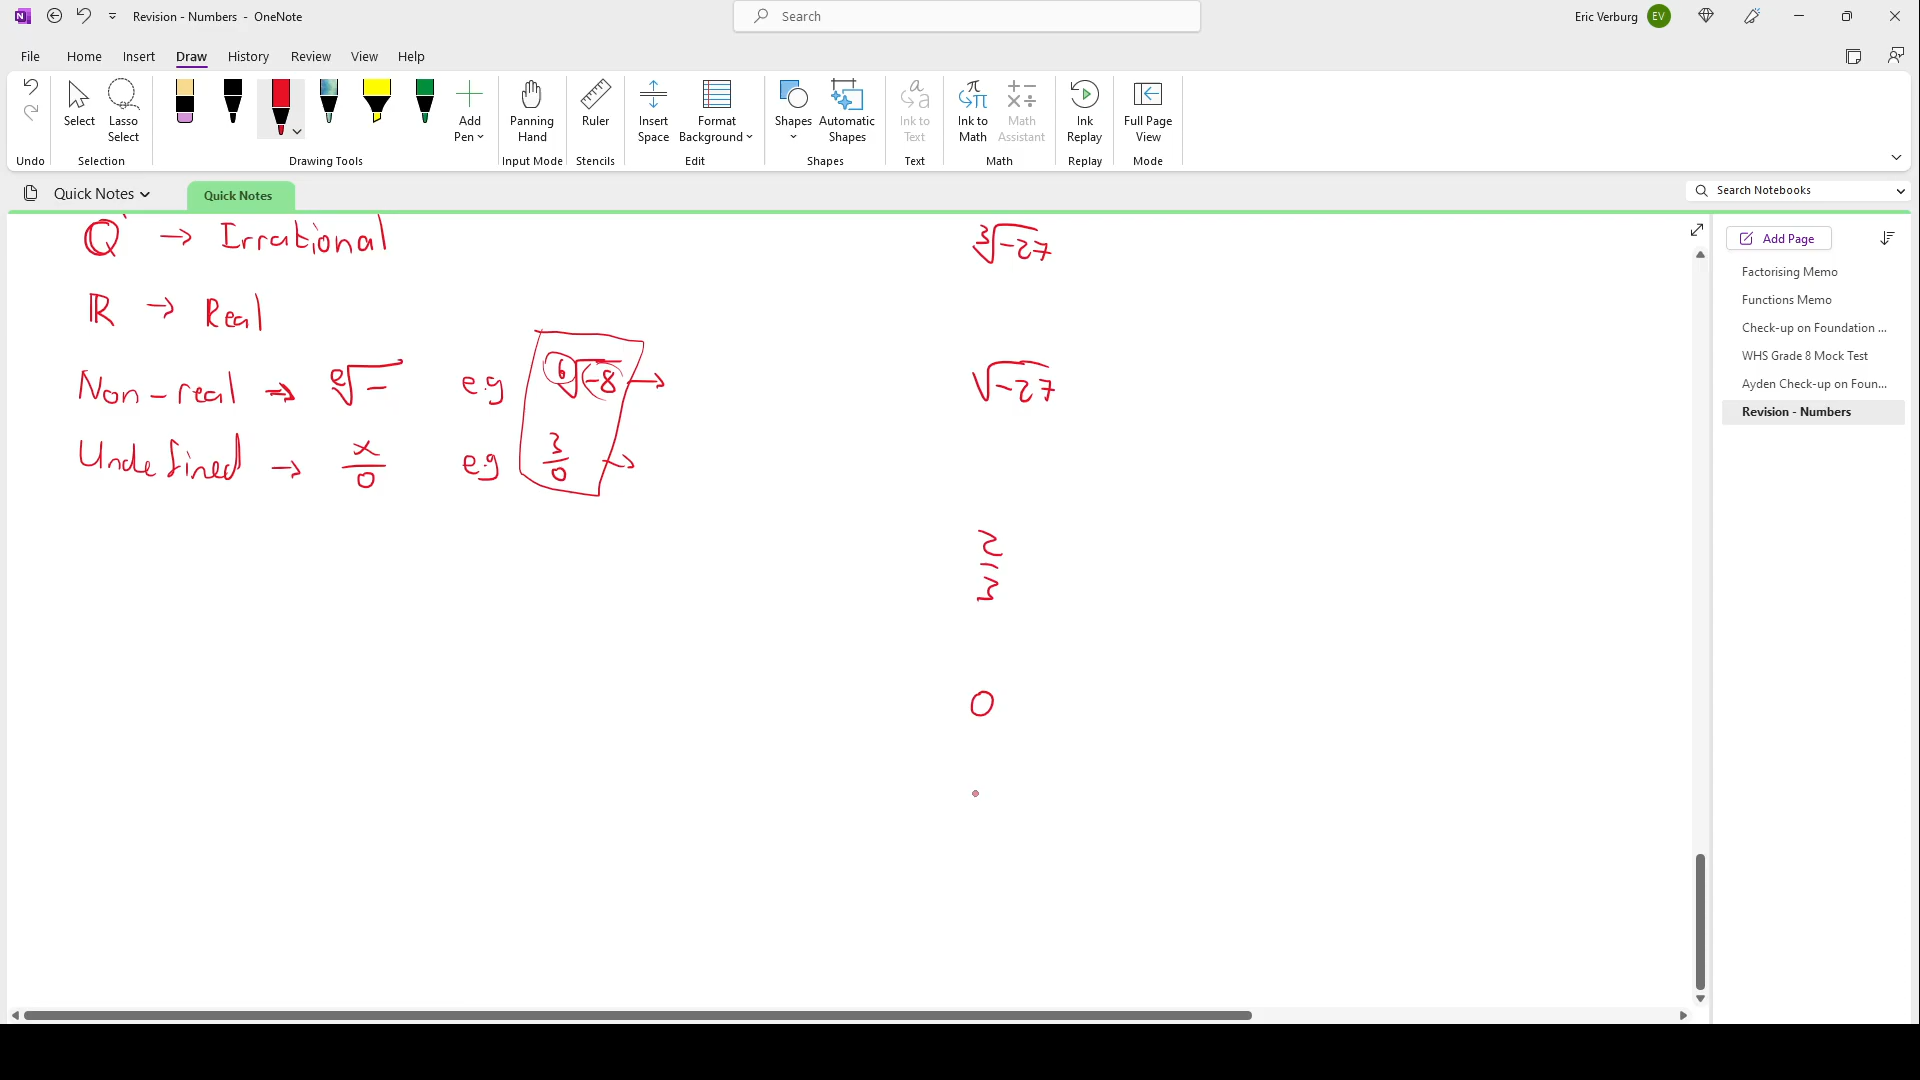 Revision - Numbers - OneNote
Search
Eric Verburg
EV
File Home Insert Draw History Review View Help
Select
Lasso Select
Add Pen
Panning Hand
Ruler
Insert Space
Format Background
Shapes
Automatic Shapes
Ink to Text
Ink to Math
Math Assistant
Ink Replay
Full Page View
Undo
Selection
Drawing Tools
Input Mode
Stencils
Edit
Shapes
Text
Math
Replay
Mode
Quick Notes
Quick Notes
Search Notebooks
Add Page
Factorising Memo
Functions Memo
Check-up on Foundation ...
WHS Grade 8 Mock Test
Ayden Check-up on Foun...
Revision - Numbers
ℚ' → Irrational
ℝ → Real
Non-real → ᵉ√- e.g ⁶√-8 →
Undefined → x/0 e.g 3/0 →
³√-27
√-27
2/3
0